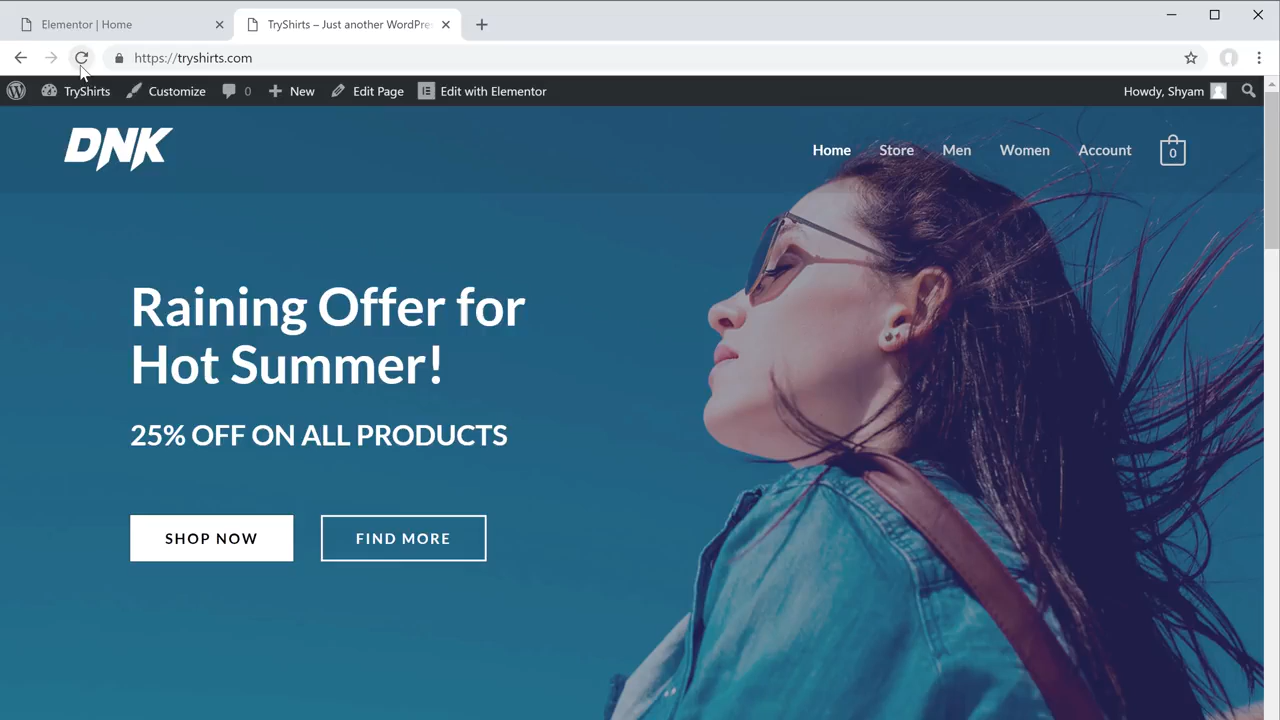 Elementor | Home
TryShirts – Just another WordPre
https://tryshirts.com
TryShirts
Customize
0
New
Edit Page
Edit with Elementor
Howdy, Shyam
DNK
Home
Store
Men
Women
Account
0
Raining Offer for
Hot Summer!
25% OFF ON ALL PRODUCTS
SHOP NOW
FIND MORE